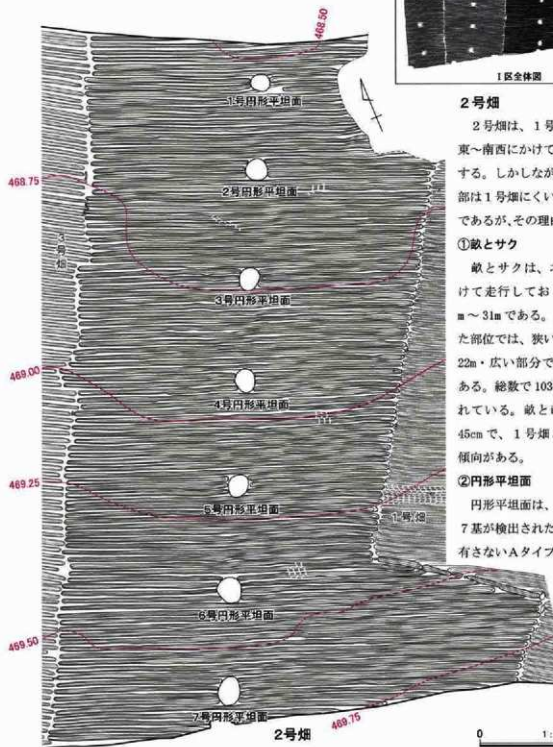 468.50
1号円形平坦面
2号円形平坦面
468.75
3号畑
3号円形平坦面
469.00
4号円形平坦面
469.25
5号円形平坦面
1号畑
6号円形平坦面
469.50
7号円形平坦面
2号畑
469.75
0
1:
I区全体図
2号畑
2号畑は、1号
東～南西にかけて
する。しかしなが
部は1号畑にくい
であるが、その理
①畝とサク
畝とサクは、
けて走行してお
m～31mである。
た部位では、狭い
22m・広い部分で
ある。総数で103
れている。畝と
45cmで、1号畑
傾向がある。
②円形平坦面
円形平坦面は、
7基が検出された
有さないAタイプ